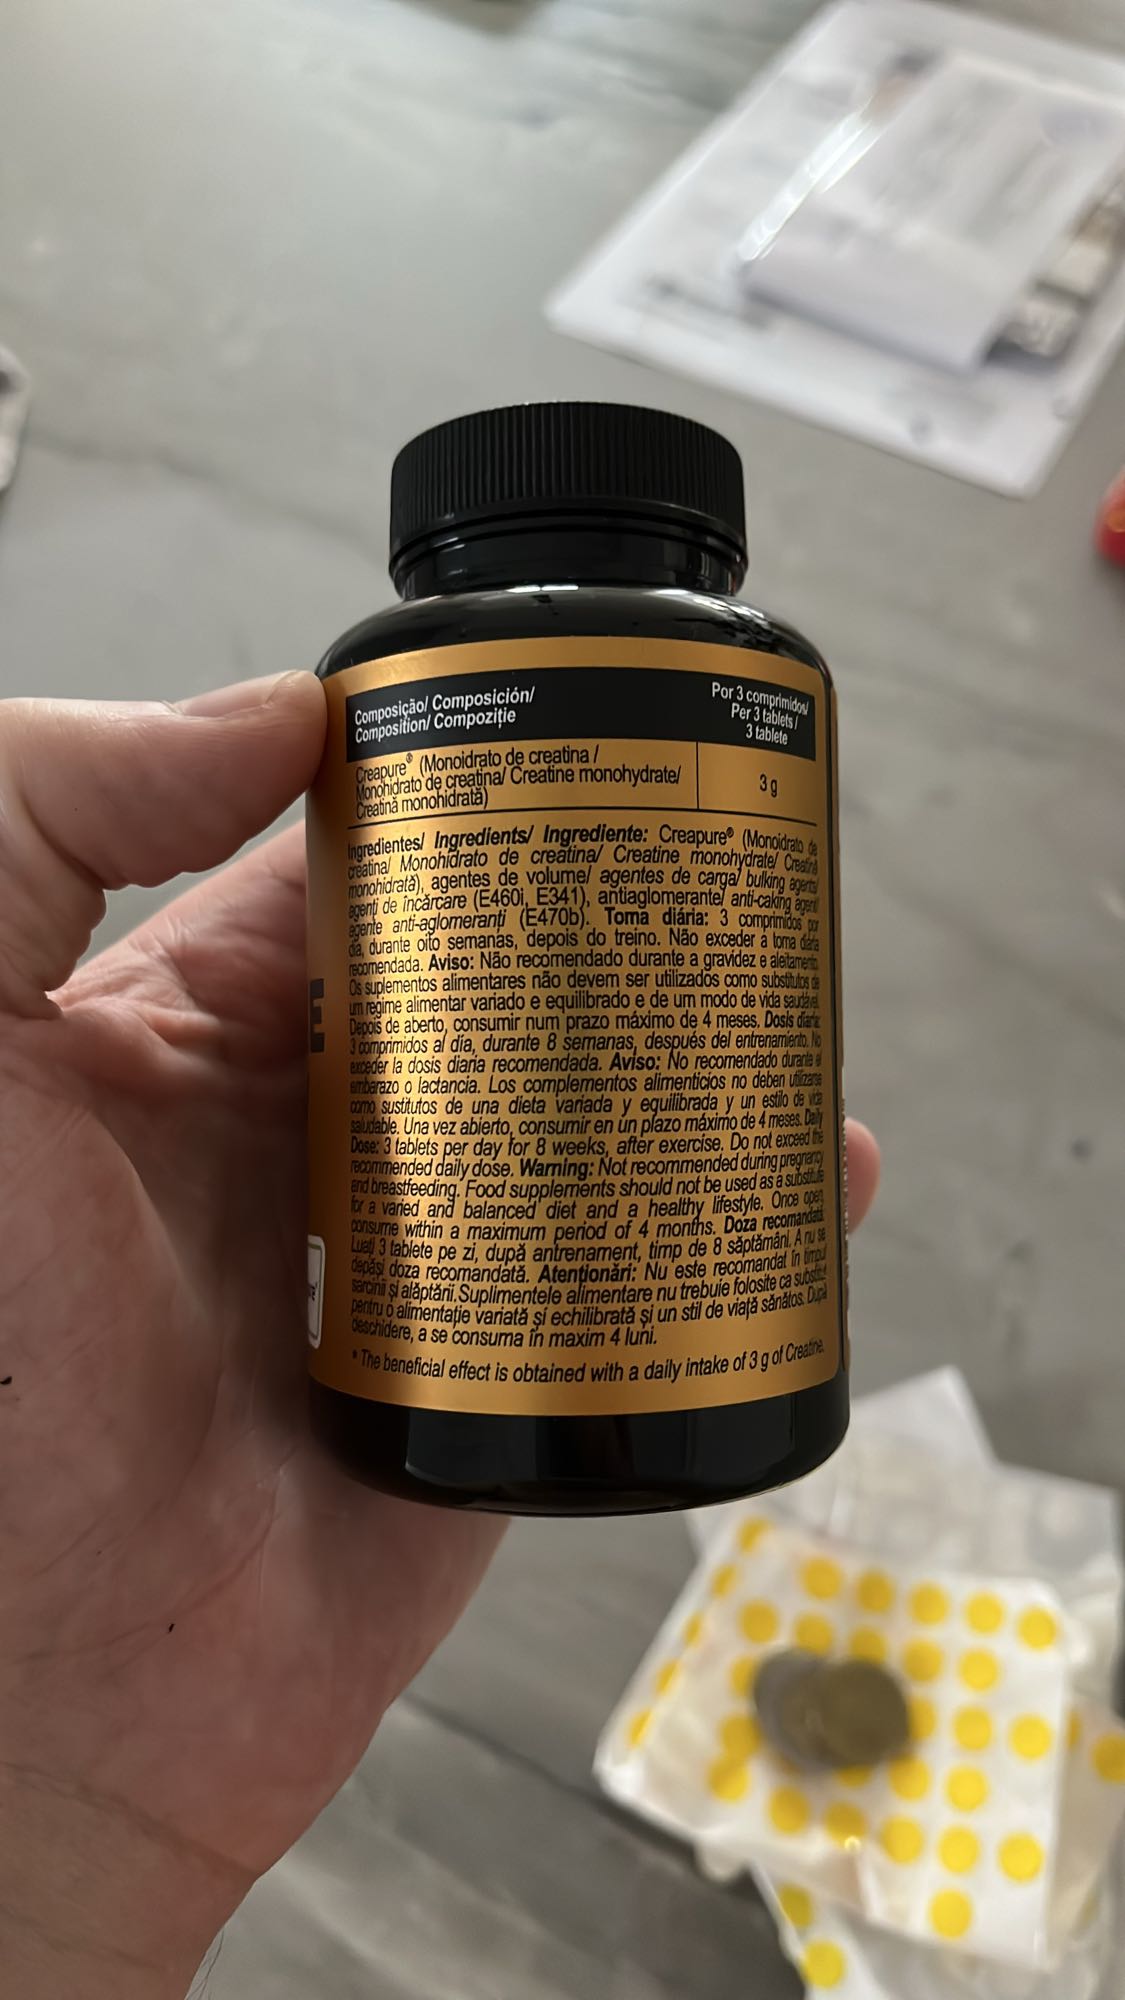 Composição/ Composición/
Composition/ Compoziție
Por 3 comprimidos/
Per 3 tablets /
3 tablete
Creapure® (Monoidrato de creatina /
Monohidrato de creatina/ Creatine monohydrate/
Creatină monohidrată)
3 g
Ingredientes/ Ingredients/ Ingrediente: Creapure® (Monoidrato de
creatina/ Monohidrato de creatina/ Creatine monohydrate/ Creatină
monohidrată), agentes de volume/ agentes de carga/ bulking agents/
agenți de încărcare (E460i, E341), antiaglomerante/ anti-caking agent/
agente anti-aglomeranți (E470b). Toma diária: 3 comprimidos por
dia, durante oito semanas, depois do treino. Não exceder a toma diária
recomendada. Aviso: Não recomendado durante a gravidez e aleitamento.
Os suplementos alimentares não devem ser utilizados como substitutos de
um regime alimentar variado e equilibrado e de um modo de vida saudável.
Depois de aberto, consumir num prazo máximo de 4 meses. Dosis diaria:
3 comprimidos al día, durante 8 semanas, después del entrenamiento. No
exceder la dosis diaria recomendada. Aviso: No recomendado durante el
embarazo o lactancia. Los complementos alimenticios no deben utilizarse
como sustitutos de una dieta variada y equilibrada y un estilo de vida
saludable. Una vez abierto, consumir en un plazo máximo de 4 meses. Daily
Dose: 3 tablets per day for 8 weeks, after exercise. Do not exceed the
recommended daily dose. Warning: Not recommended during pregnancy
and breastfeeding. Food supplements should not be used as a substitute
for a varied and balanced diet and a healthy lifestyle. Once open,
consume within a maximum period of 4 months. Doza recomandată:
Luați 3 tablete pe zi, după antrenament, timp de 8 săptămâni. A nu se
depăși doza recomandată. Atenționări: Nu este recomandat în timpul
sarcinii și alăptării.Suplimentele alimentare nu trebuie folosite ca substitut
pentru o alimentație variată și echilibrată și un stil de viață sănătos. După
deschidere, a se consuma în maxim 4 luni.
* The beneficial effect is obtained with a daily intake of 3 g of Creatine.
E